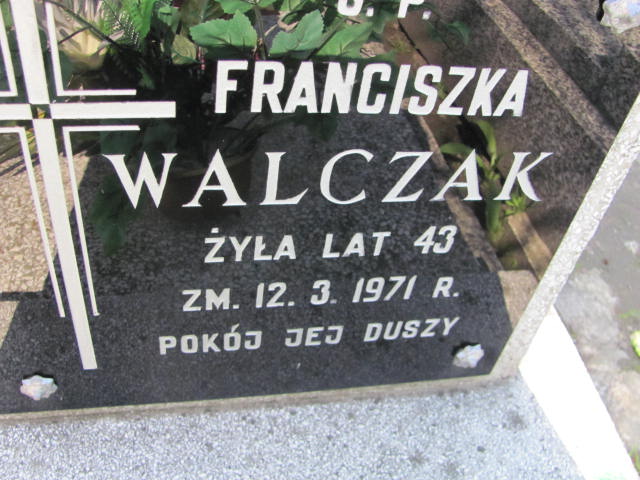 Ś. P.
FRANCISZKA
WALCZAK
ŻYŁA LAT 43
ZM. 12. 3. 1971 R.
POKÓJ JEJ DUSZY